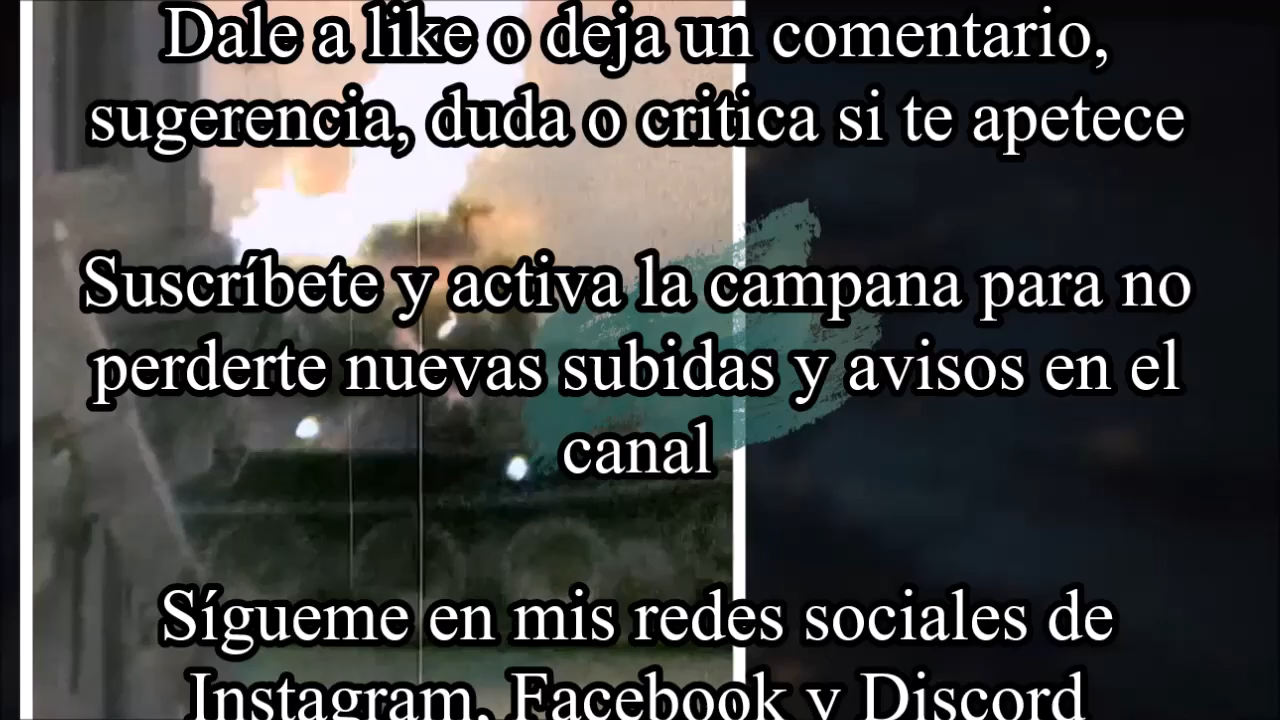 Dale a like o deja un comentario,
sugerencia, duda o critica si te apetece
Suscríbete y activa la campana para no
perderte nuevas subidas y avisos en el
canal
Sígueme en mis redes sociales de
Instagram, Facebook y Discord